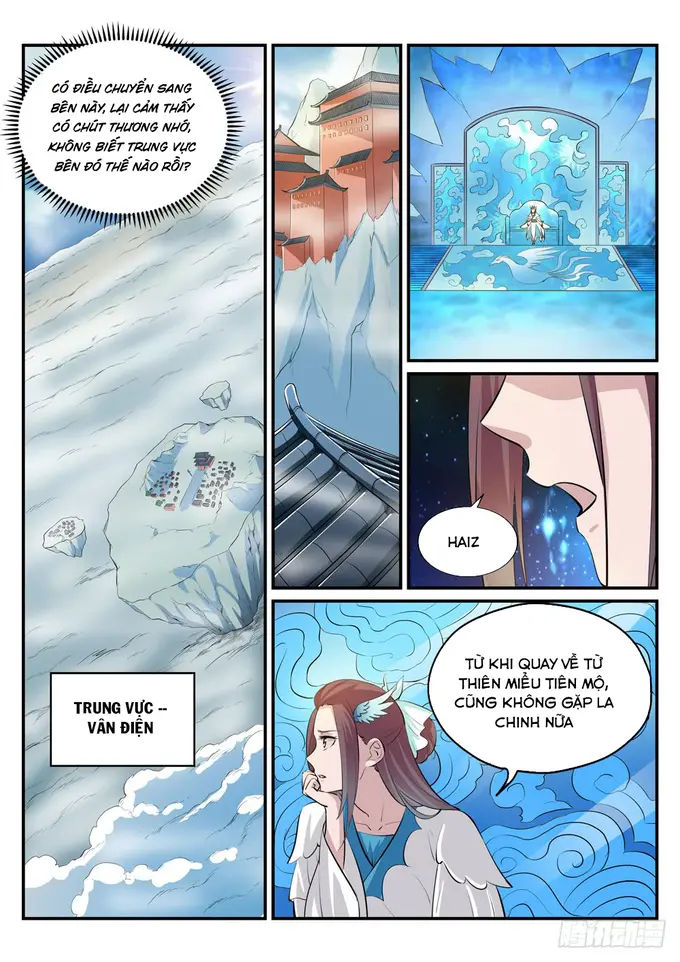 CÓ ĐIỀU CHUYỂN SANG
BÊN NÀY, LẠI CẢM THẤY
CÓ CHÚT THƯƠNG NHỚ,
KHÔNG BIẾT TRUNG VỰC
BÊN ĐÓ THẾ NÀO RỒI?
HAIZ
TRUNG VỰC --
VÂN ĐIỆN
TỪ KHI QUAY VỀ TỪ
THIÊN MIỂU TIÊN MỘ,
CŨNG KHÔNG GẶP LA
CHINH NỮA